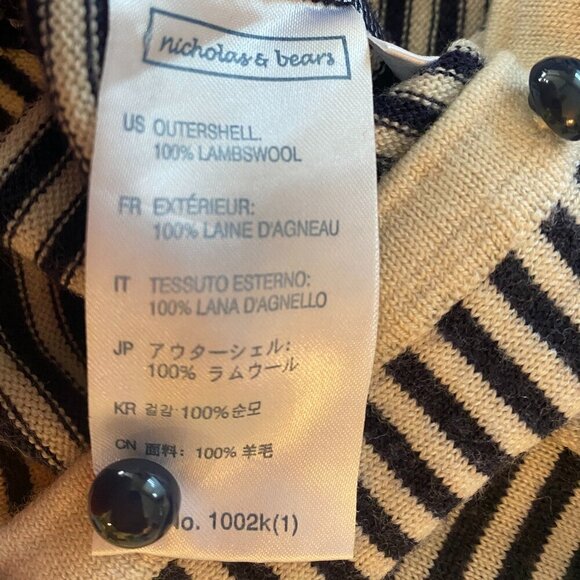 nicholas & bears
US OUTERSHELL:
100% LAMBSWOOL
FR EXTÉRIEUR:
100% LAINE D'AGNEAU
IT TESSUTO ESTERNO:
100% LANA D'AGNELLO
JP アウターシェル:
100% ラムウール
KR 겉감 100%순모
CN 面料: 100% 羊毛
No. 1002k(1)